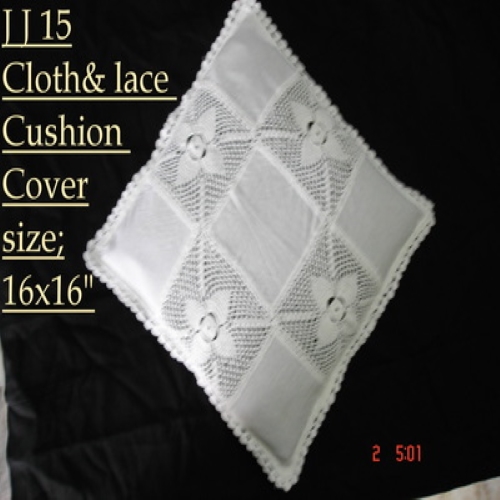 J J 15
Cloth& lace
Cushion
Cover
size;
16x16"
2 5:01